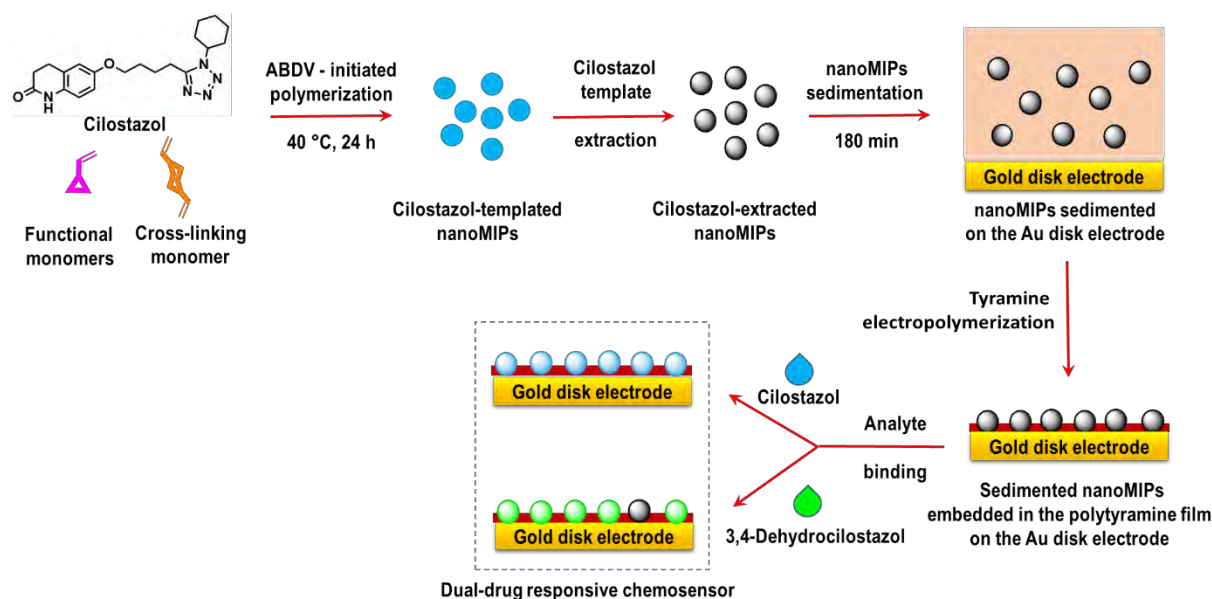 O
O
N
H
N
N
N
N
Cilostazol
Functional
monomers
Cross-linking
monomer
ABDV - initiated
polymerization
40 °C, 24 h
Cilostazol-templated
nanoMIPs
Cilostazol
template
extraction
Cilostazol-extracted
nanoMIPs
nanoMIPs
sedimentation
180 min
Gold disk electrode
nanoMIPs sedimented
on the Au disk electrode
Tyramine
electropolymerization
Gold disk electrode
Sedimented nanoMIPs
embedded in the polytyramine film
on the Au disk electrode
Analyte
binding
Cilostazol
3,4-Dehydrocilostazol
Gold disk electrode
Gold disk electrode
Dual-drug responsive chemosensor